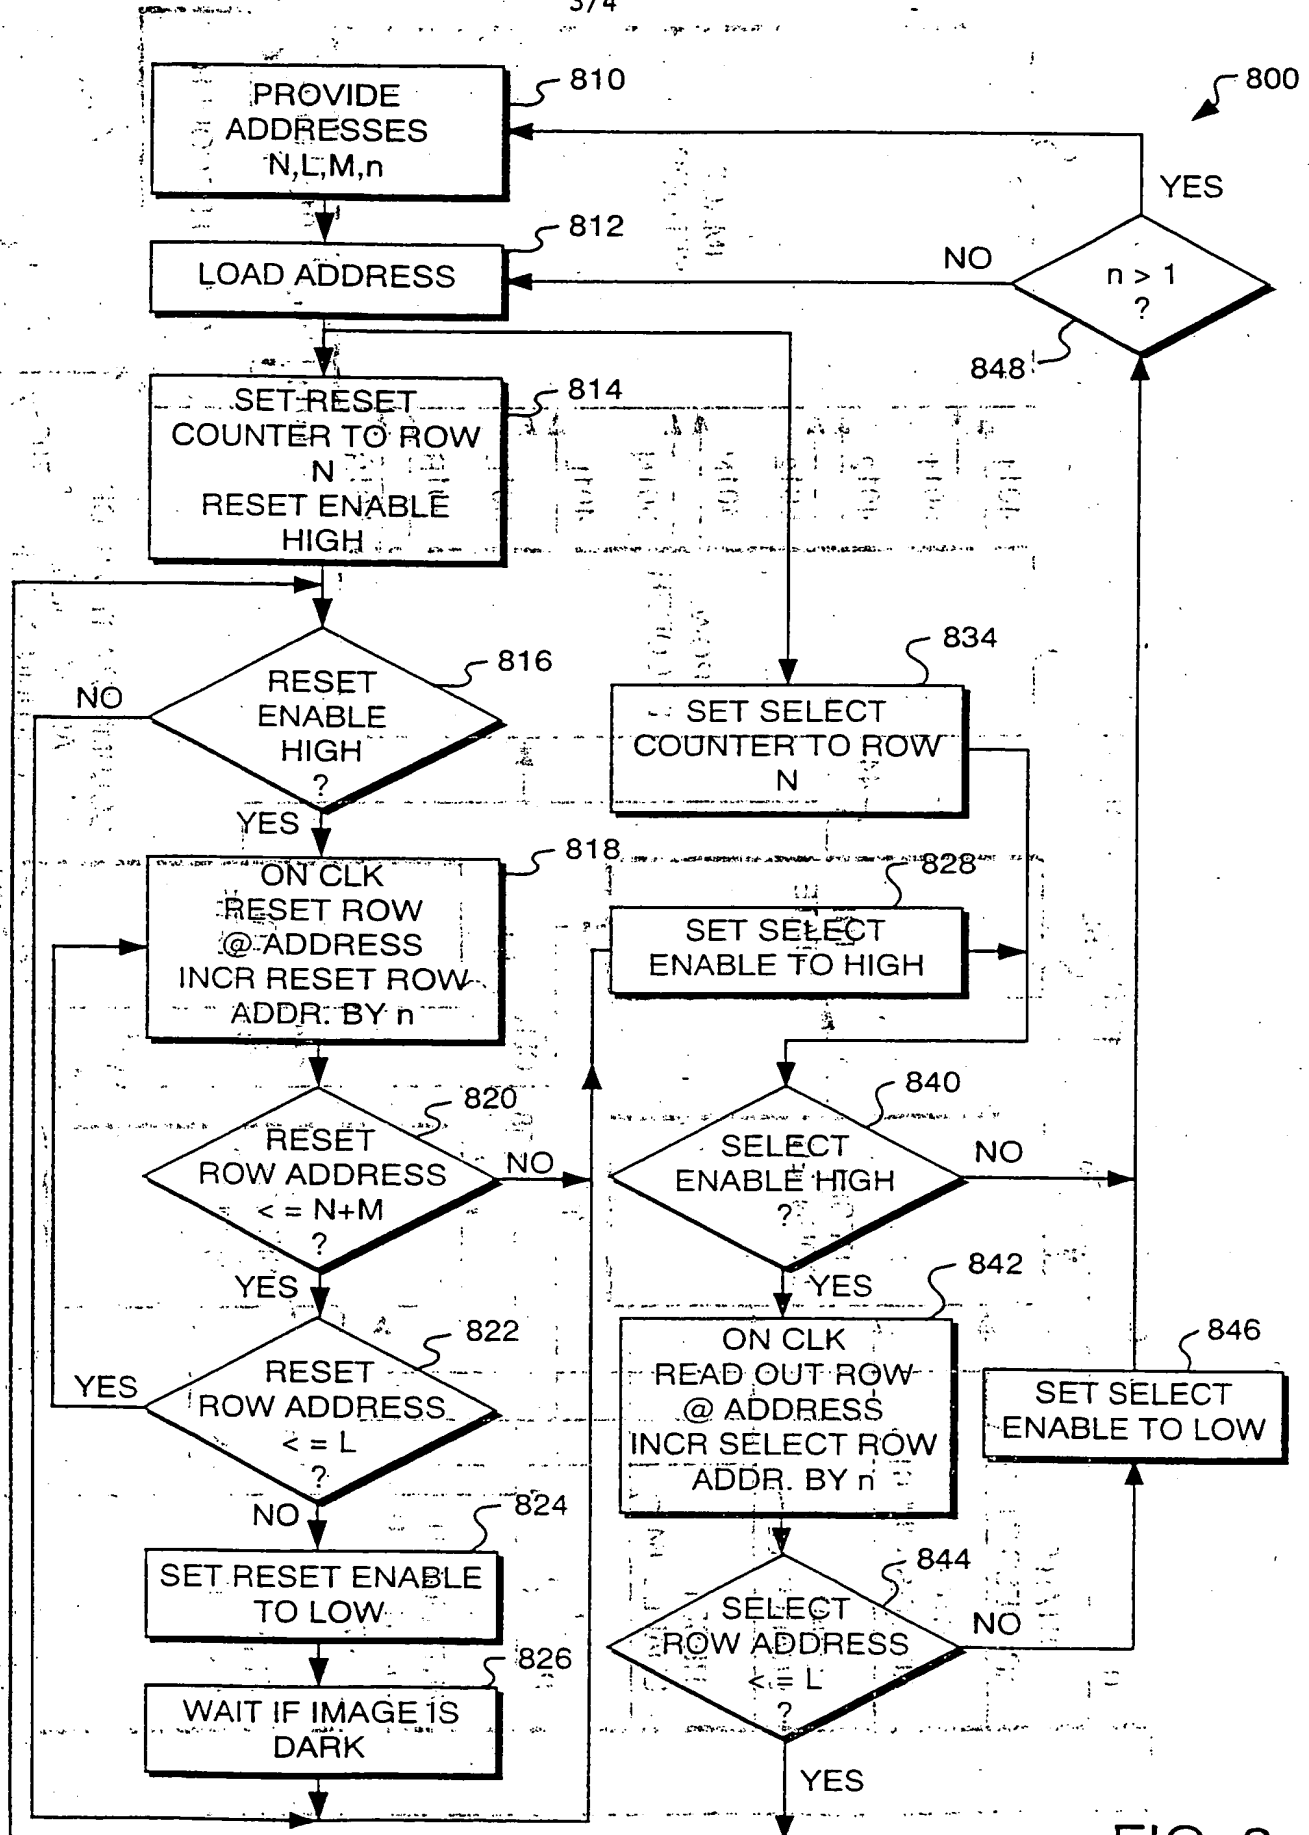 3/4
800
810
PROVIDE
ADDRESSES
N,L,M,n
YES
812
LOAD ADDRESS
NO
n > 1
?
848
814
SET RESET
COUNTER TO ROW
N
RESET ENABLE
HIGH
816
RESET
ENABLE
HIGH
?
NO
YES
834
SET SELECT
COUNTER TO ROW
N
818
ON CLK
RESET ROW
@ ADDRESS
INCR RESET ROW
ADDR. BY n
828
SET SELECT
ENABLE TO HIGH
820
RESET
ROW ADDRESS
< = N+M
?
NO
YES
840
SELECT
ENABLE HIGH
?
NO
YES
822
RESET
ROW ADDRESS
< = L
?
YES
NO
842
ON CLK
READ OUT ROW
@ ADDRESS
INCR SELECT ROW
ADDR. BY n
846
SET SELECT
ENABLE TO LOW
824
SET RESET ENABLE
TO LOW
844
SELECT
ROW ADDRESS
< = L
?
NO
YES
826
WAIT IF IMAGE IS
DARK